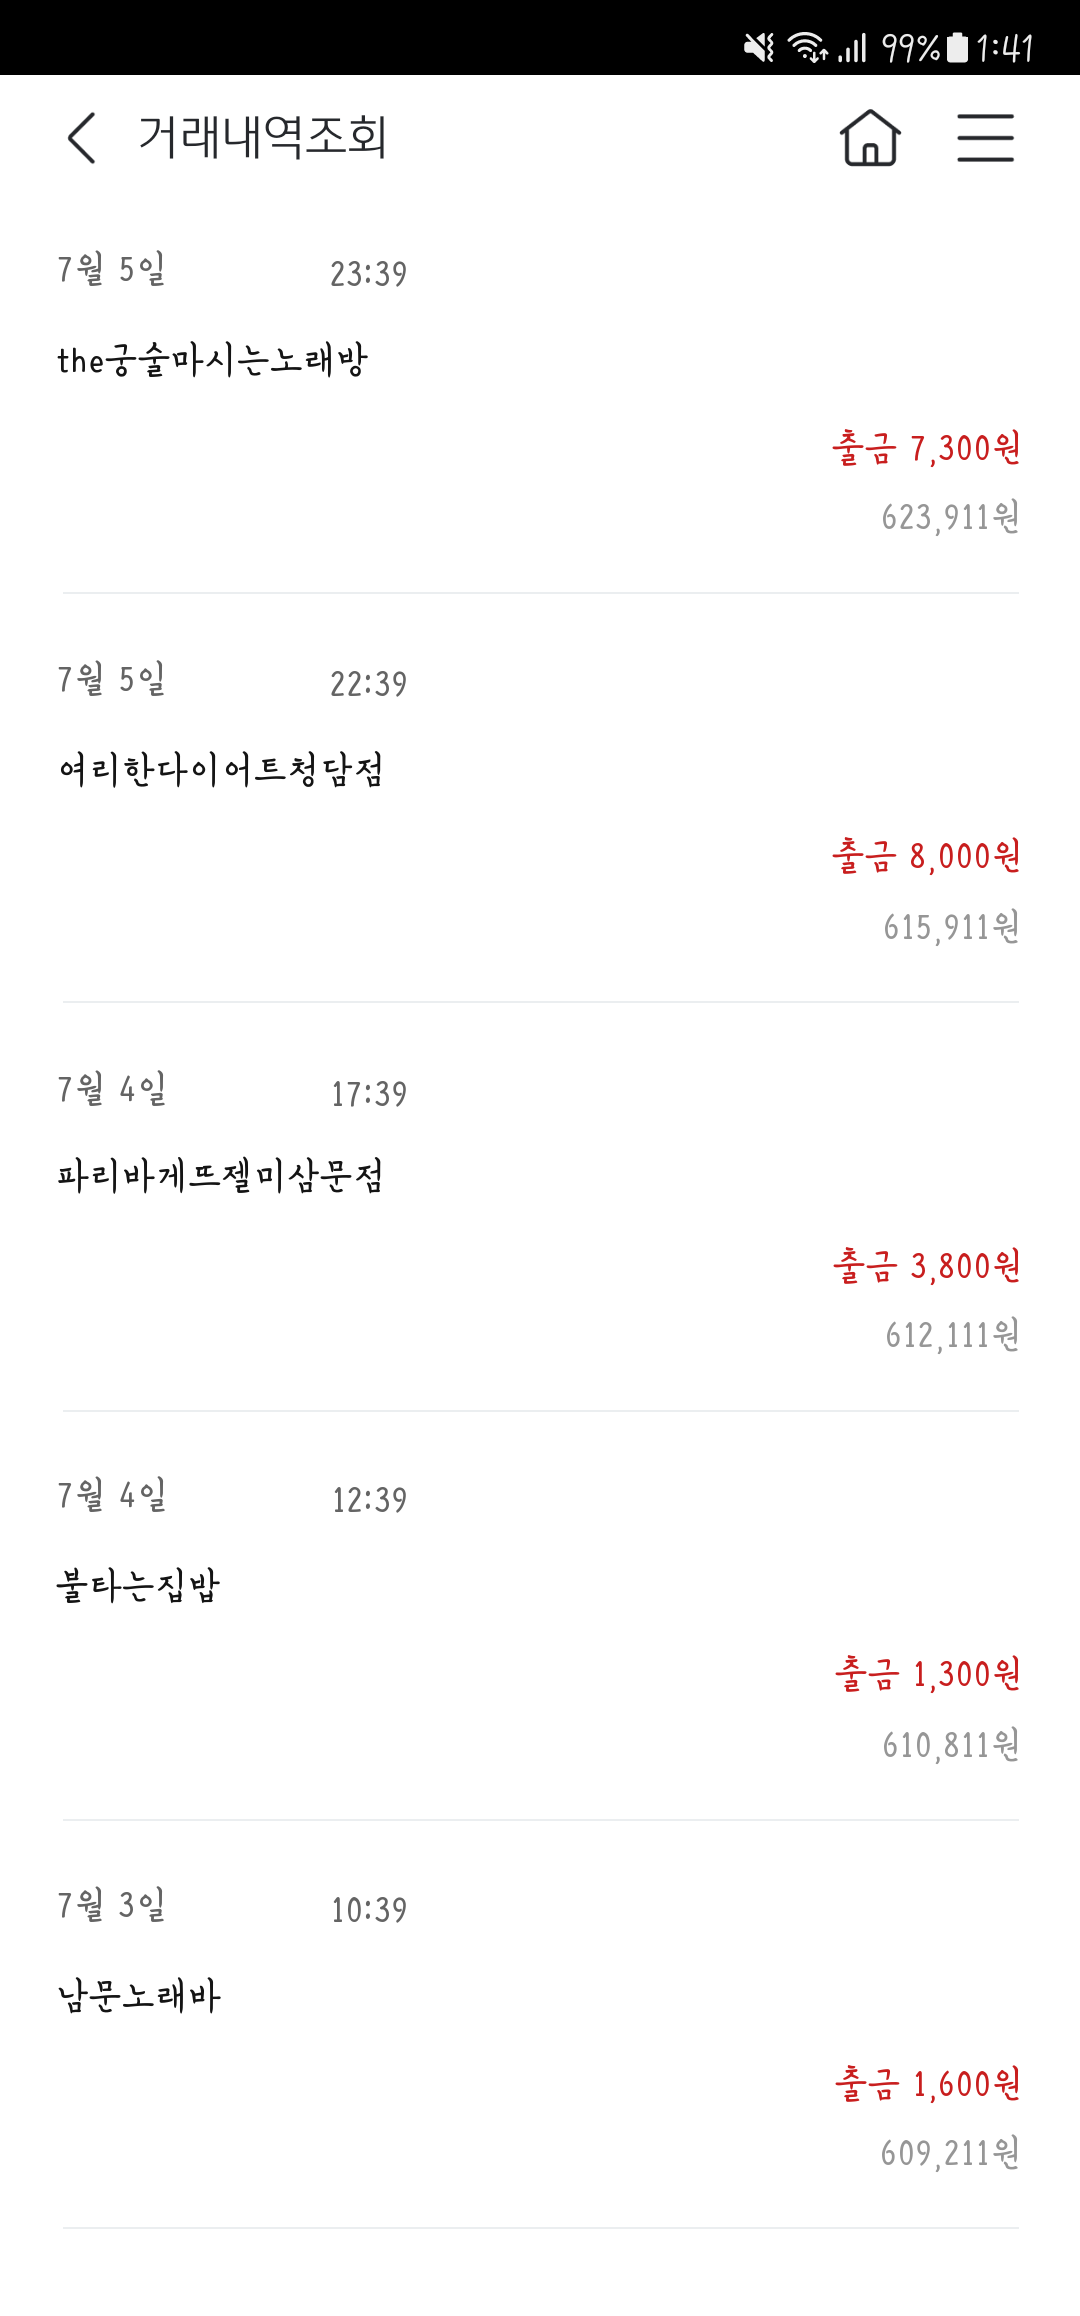 99% 1:41
거래내역조회
7월 5일 23:39
the궁술마시는노래방
출금 7,300원
623,911원
7월 5일 22:39
여리한다이어트청담점
출금 8,000원
615,911원
7월 4일 17:39
파리바게뜨젤미삼문점
출금 3,800원
612,111원
7월 4일 12:39
불타는집밥
출금 1,300원
610,811원
7월 3일 10:39
남문노래바
출금 1,600원
609,211원